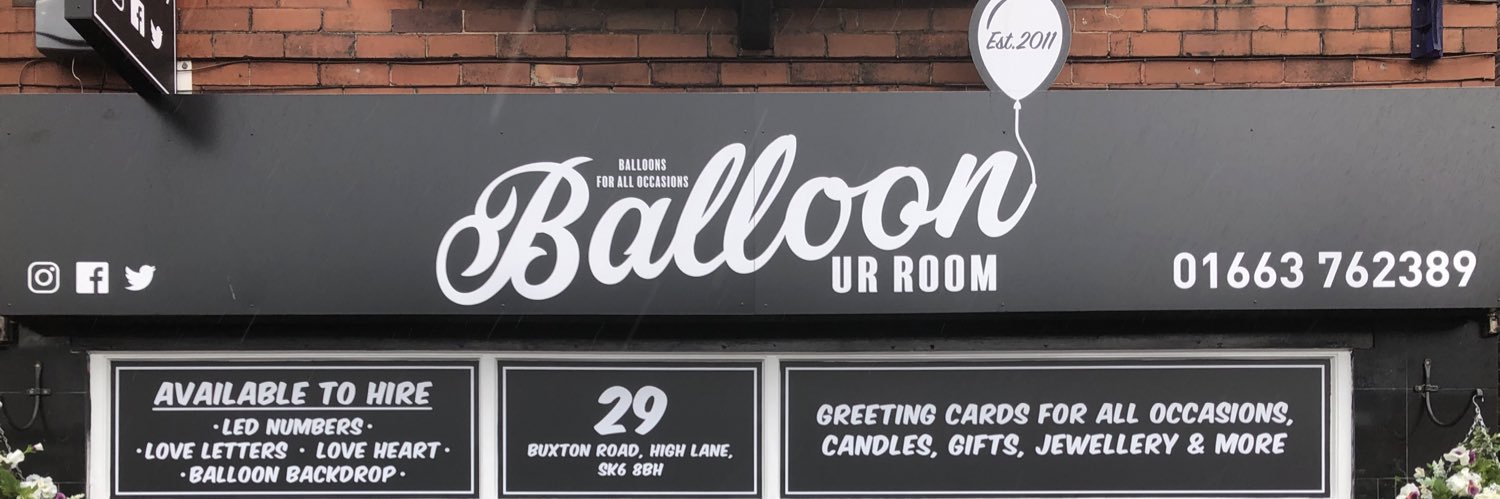 Est. 2011
BALLOONS
FOR ALL OCCASIONS
Balloon
UR ROOM
01663 762389
AVAILABLE TO HIRE
· LED NUMBERS ·
· LOVE LETTERS · LOVE HEART ·
· BALLOON BACKDROP ·
29
BUXTON ROAD, HIGH LANE,
SK6 8BH
GREETING CARDS FOR ALL OCCASIONS,
CANDLES, GIFTS, JEWELLERY & MORE